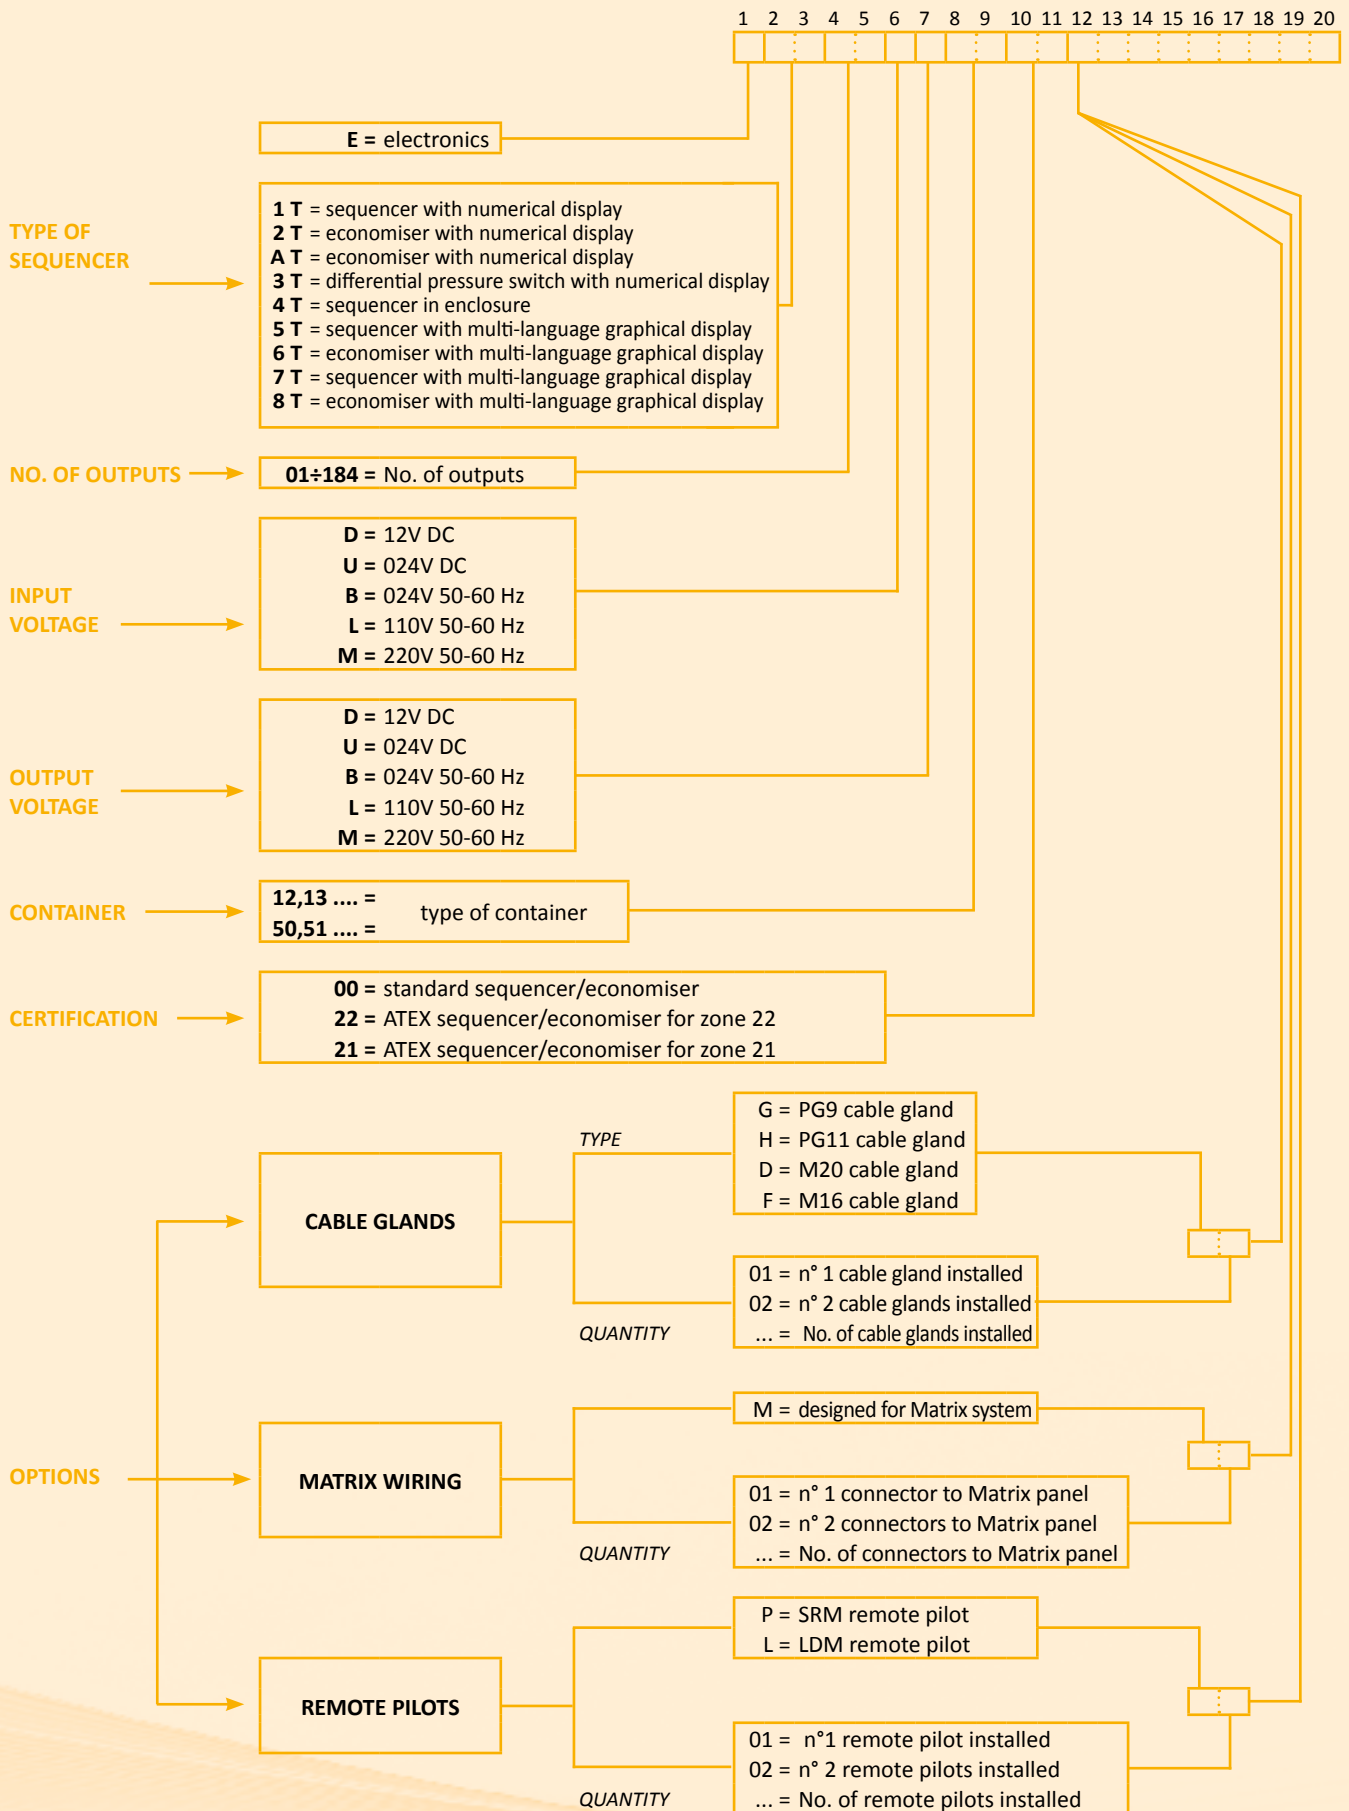 1 2 3 4 5 6 7 8 9 10 11 12 13 14 15 16 17 18 19 20
E = electronics
TYPE OF
SEQUENCER
1 T = sequencer with numerical display
2 T = economiser with numerical display
A T = economiser with numerical display
3 T = differential pressure switch with numerical display
4 T = sequencer in enclosure
5 T = sequencer with multi-language graphical display
6 T = economiser with multi-language graphical display
7 T = sequencer with multi-language graphical display
8 T = economiser with multi-language graphical display
NO. OF OUTPUTS
01÷184 = No. of outputs
INPUT
VOLTAGE
D = 12V DC
U = 024V DC
B = 024V 50-60 Hz
L = 110V 50-60 Hz
M = 220V 50-60 Hz
OUTPUT
VOLTAGE
D = 12V DC
U = 024V DC
B = 024V 50-60 Hz
L = 110V 50-60 Hz
M = 220V 50-60 Hz
CONTAINER
12,13 .... =
50,51 .... =
type of container
CERTIFICATION
00 = standard sequencer/economiser
22 = ATEX sequencer/economiser for zone 22
21 = ATEX sequencer/economiser for zone 21
OPTIONS
CABLE GLANDS
TYPE
G = PG9 cable gland
H = PG11 cable gland
D = M20 cable gland
F = M16 cable gland
QUANTITY
01 = n° 1 cable gland installed
02 = n° 2 cable glands installed
... = No. of cable glands installed
MATRIX WIRING
M = designed for Matrix system
QUANTITY
01 = n° 1 connector to Matrix panel
02 = n° 2 connectors to Matrix panel
... = No. of connectors to Matrix panel
REMOTE PILOTS
P = SRM remote pilot
L = LDM remote pilot
QUANTITY
01 = n°1 remote pilot installed
02 = n° 2 remote pilots installed
... = No. of remote pilots installed